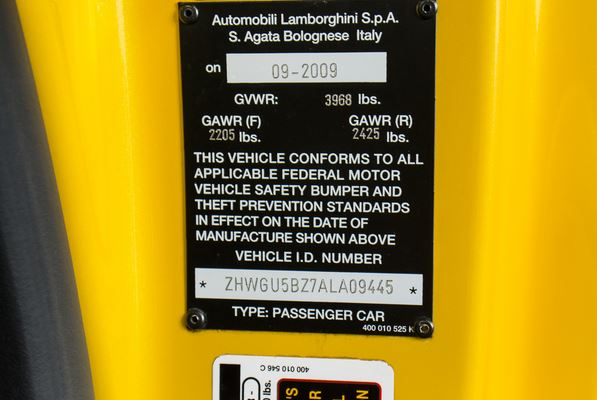 Automobili Lamborghini S.p.A.
S. Agata Bolognese Italy
on 09-2009
GVWR: 3968 lbs.
GAWR (F) GAWR (R)
2205 lbs. 2425 lbs.
THIS VEHICLE CONFORMS TO ALL
APPLICABLE FEDERAL MOTOR
VEHICLE SAFETY BUMPER AND
THEFT PREVENTION STANDARDS
IN EFFECT ON THE DATE OF
MANUFACTURE SHOWN ABOVE
VEHICLE I.D. NUMBER
* ZHWGU5BZ7ALA09445 *
TYPE: PASSENGER CAR
400 010 525 K
400 010 546 C
lbs.